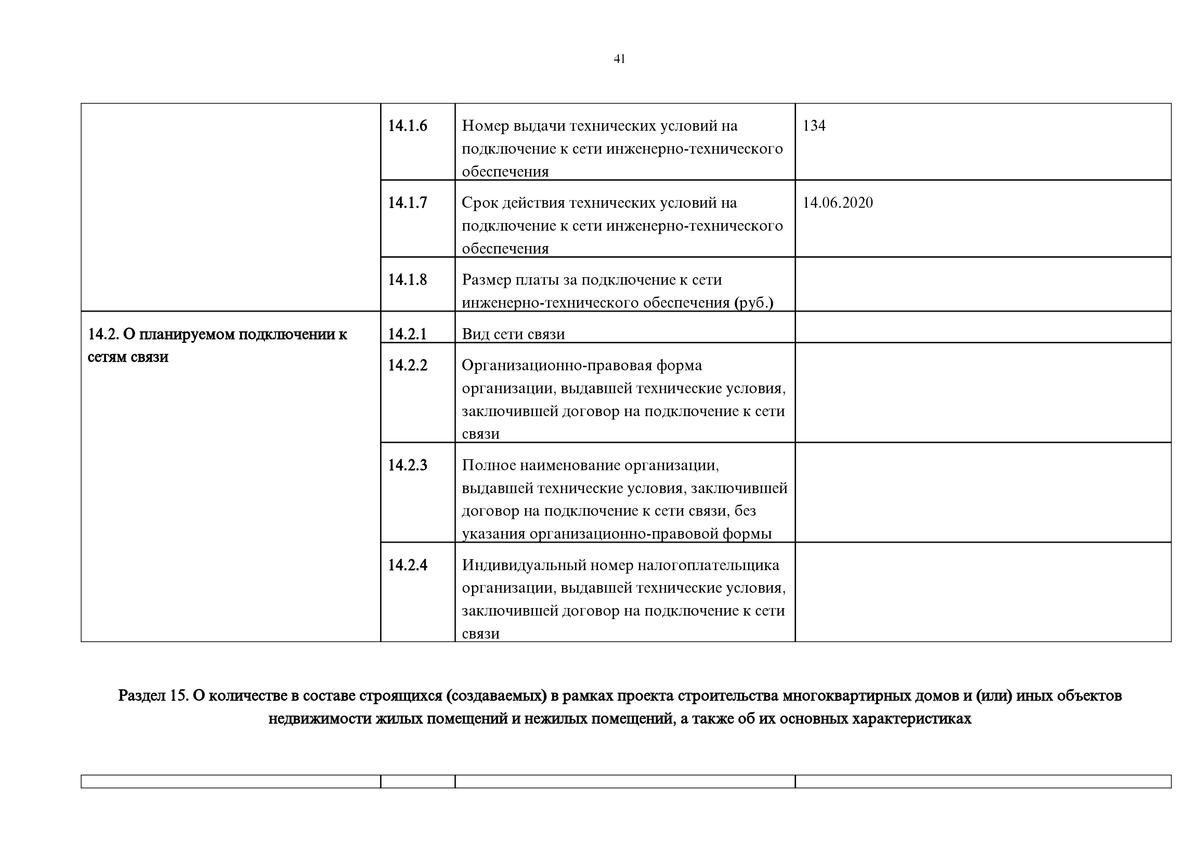 41
14.1.6
Номер выдачи технических условий на
подключение к сети инженерно-технического
обеспечения
134
14.1.7
Срок действия технических условий на
подключение к сети инженерно-технического
обеспечения
14.06.2020
14.1.8
Размер платы за подключение к сети
инженерно-технического обеспечения (руб.)
14.2. О планируемом подключении к
сетям связи
14.2.1
Вид сети связи
14.2.2
Организационно-правовая форма
организации, выдавшей технические условия,
заключившей договор на подключение к сети
связи
14.2.3
Полное наименование организации,
выдавшей технические условия, заключившей
договор на подключение к сети связи, без
указания организационно-правовой формы
14.2.4
Индивидуальный номер налогоплательщика
организации, выдавшей технические условия,
заключившей договор на подключение к сети
связи
Раздел 15. О количестве в составе строящихся (создаваемых) в рамках проекта строительства многоквартирных домов и (или) иных объектов
недвижимости жилых помещений и нежилых помещений, а также об их основных характеристиках